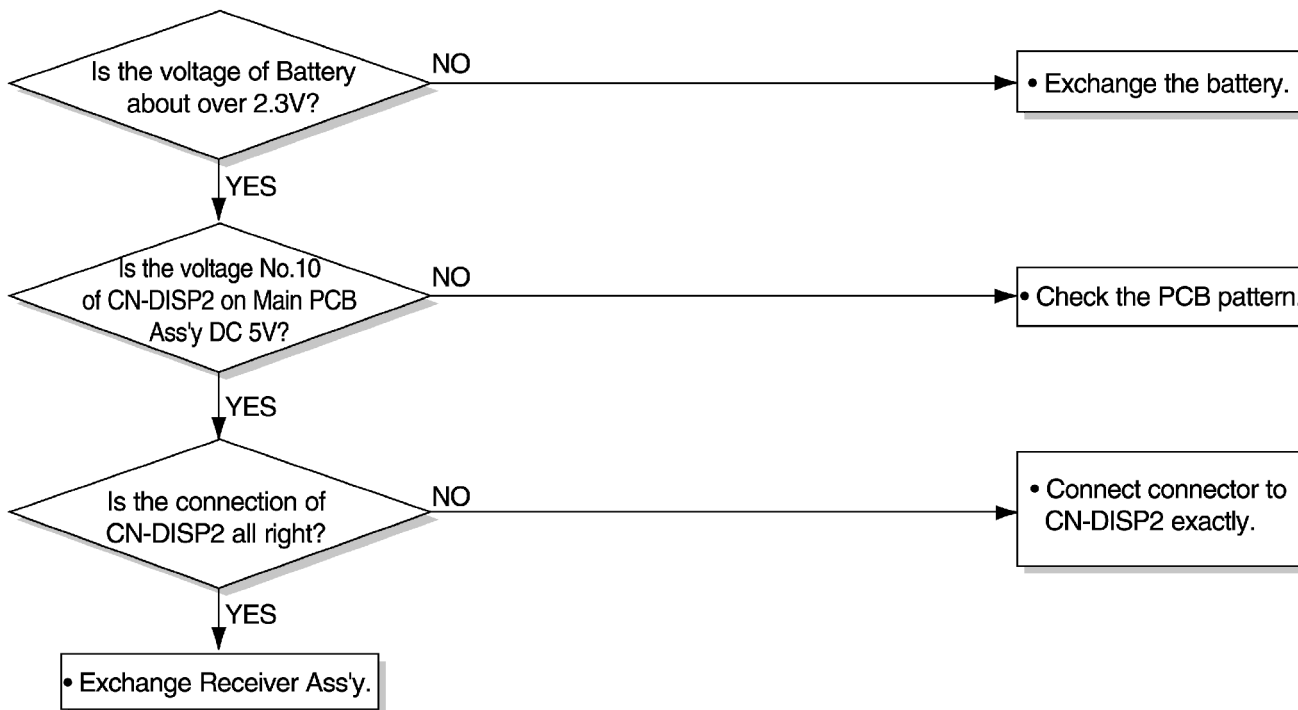 Is the voltage of Battery
about over 2.3V?
NO
• Exchange the battery.
YES
Is the voltage No.10
of CN-DISP2 on Main PCB
Ass'y DC 5V?
NO
• Check the PCB pattern.
YES
Is the connection of
CN-DISP2 all right?
NO
• Connect connector to
CN-DISP2 exactly.
YES
• Exchange Receiver Ass'y.